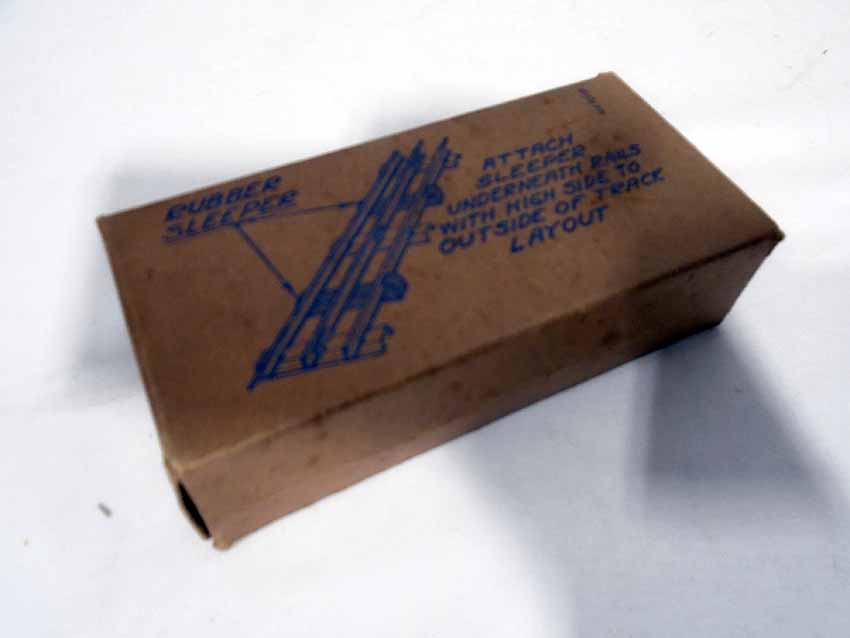 RUBBER
SLEEPER
ATTACH
SLEEPER
UNDERNEATH RAILS
WITH HIGH SIDE TO
OUTSIDE OF TRACK
LAYOUT